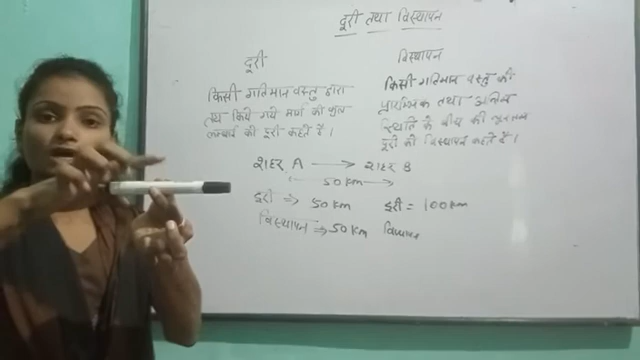 दूरी तथा विस्थापन
दूरी
किसी गतिमान वस्तु द्वारा
तय किये गये मार्ग की कुल
लम्बाई को दूरी कहते हैं।
विस्थापन
किसी गतिमान वस्तु की
प्रारम्भिक तथा अन्तिम
स्थिति के बीच की न्यूनतम
दूरी को विस्थापन कहते हैं।
शहर A ⟶ शहर B
50 km
दूरी ⇒ 50 km दूरी = 100 km
विस्थापन ⇒ 50 km